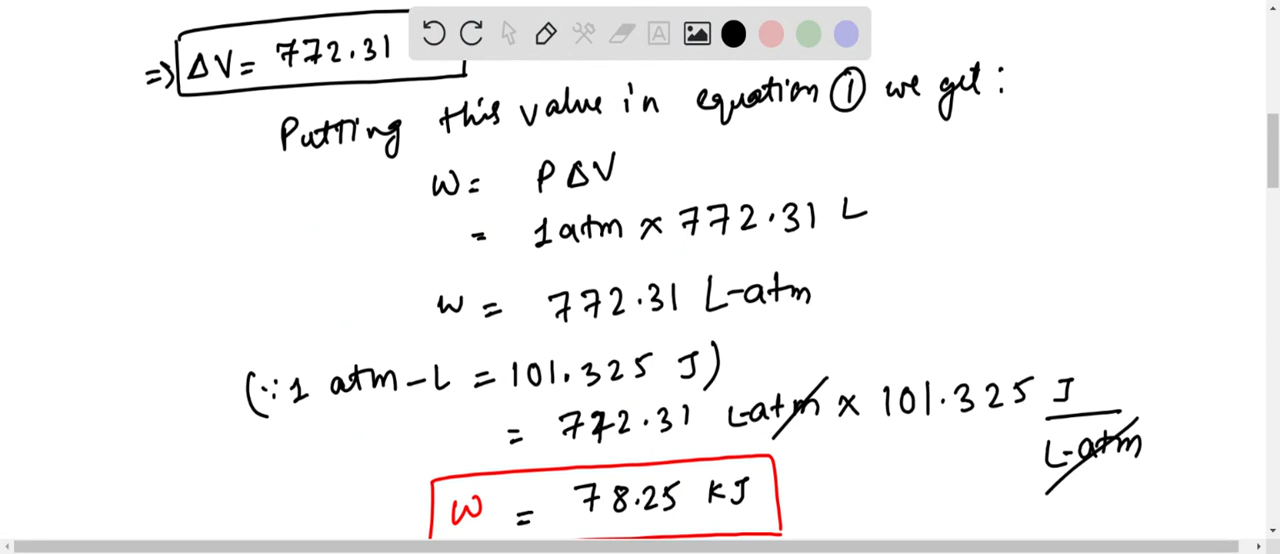 => ΔV = 772.31
Putting this value in equation ① we get :
W = P ΔV
= 1 atm × 772.31 L
W = 772.31 L-atm
(∵ 1 atm-L = 101.325 J)
= 772.31 L-atm × 101.325 J / L-atm
W = 78.25 KJ